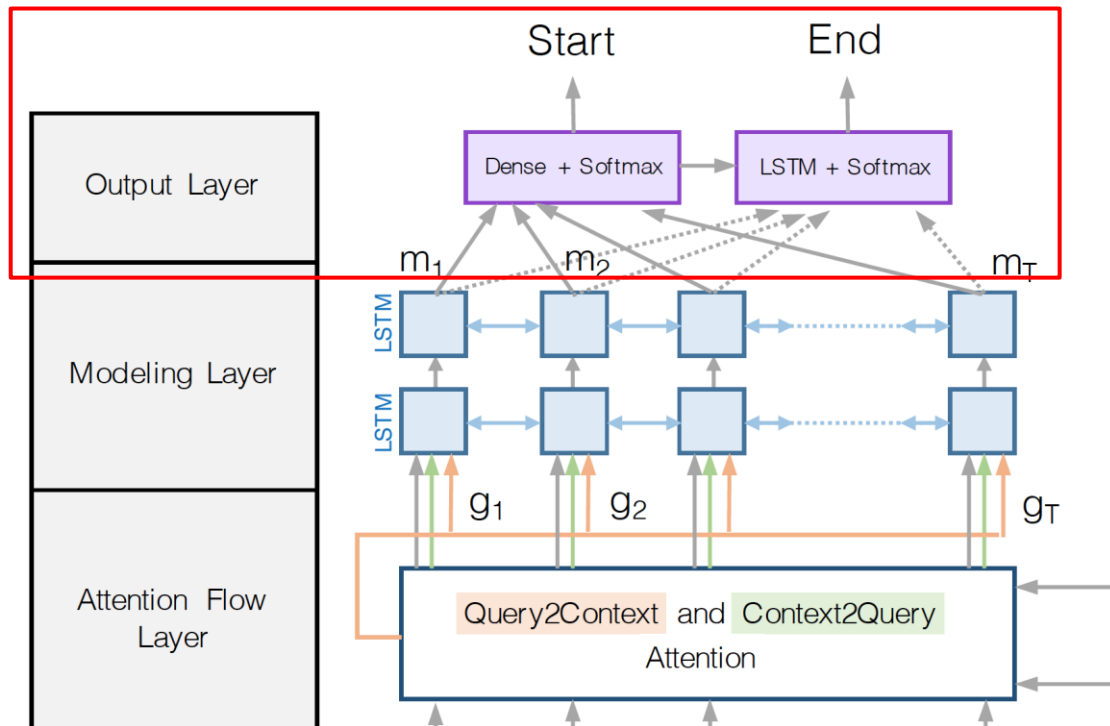 Start
End
Output Layer
Dense + Softmax
LSTM + Softmax
m1
m2
mT
Modeling Layer
LSTM
LSTM
g1
g2
gT
Attention Flow
Layer
Query2Context and Context2Query
Attention